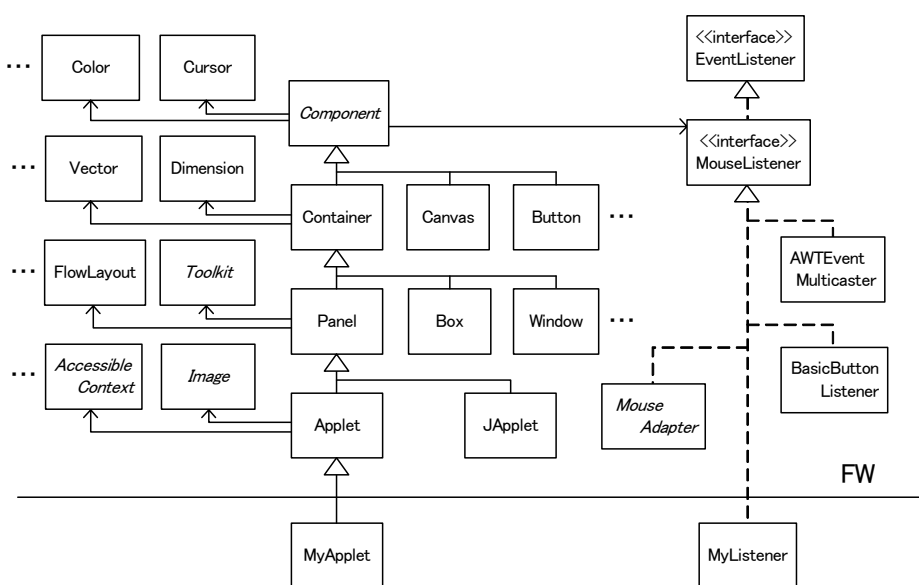 <<interface>>
EventListener
... Color
Cursor
Component
<<interface>>
MouseListener
... Vector
Dimension
Container
Canvas
Button ...
... FlowLayout
Toolkit
Panel
Box
Window ...
AWTEvent
Multicaster
... Accessible
Context
Image
Applet
JApplet
Mouse
Adapter
BasicButton
Listener
FW
MyApplet
MyListener